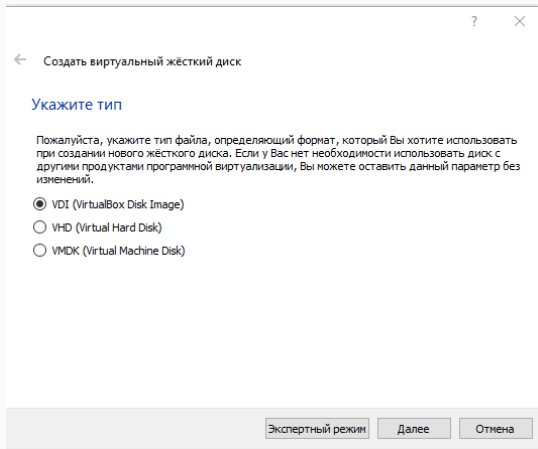 ?
Создать виртуальный жёсткий диск
Укажите тип
Пожалуйста, укажите тип файла, определяющий формат, который Вы хотите использовать
при создании нового жёсткого диска. Если у Вас нет необходимости использовать диск с
другими продуктами программной виртуализации, Вы можете оставить данный параметр без
изменений.
VDI (VirtualBox Disk Image)
VHD (Virtual Hard Disk)
VMDK (Virtual Machine Disk)
Экспертный режим Далее Отмена